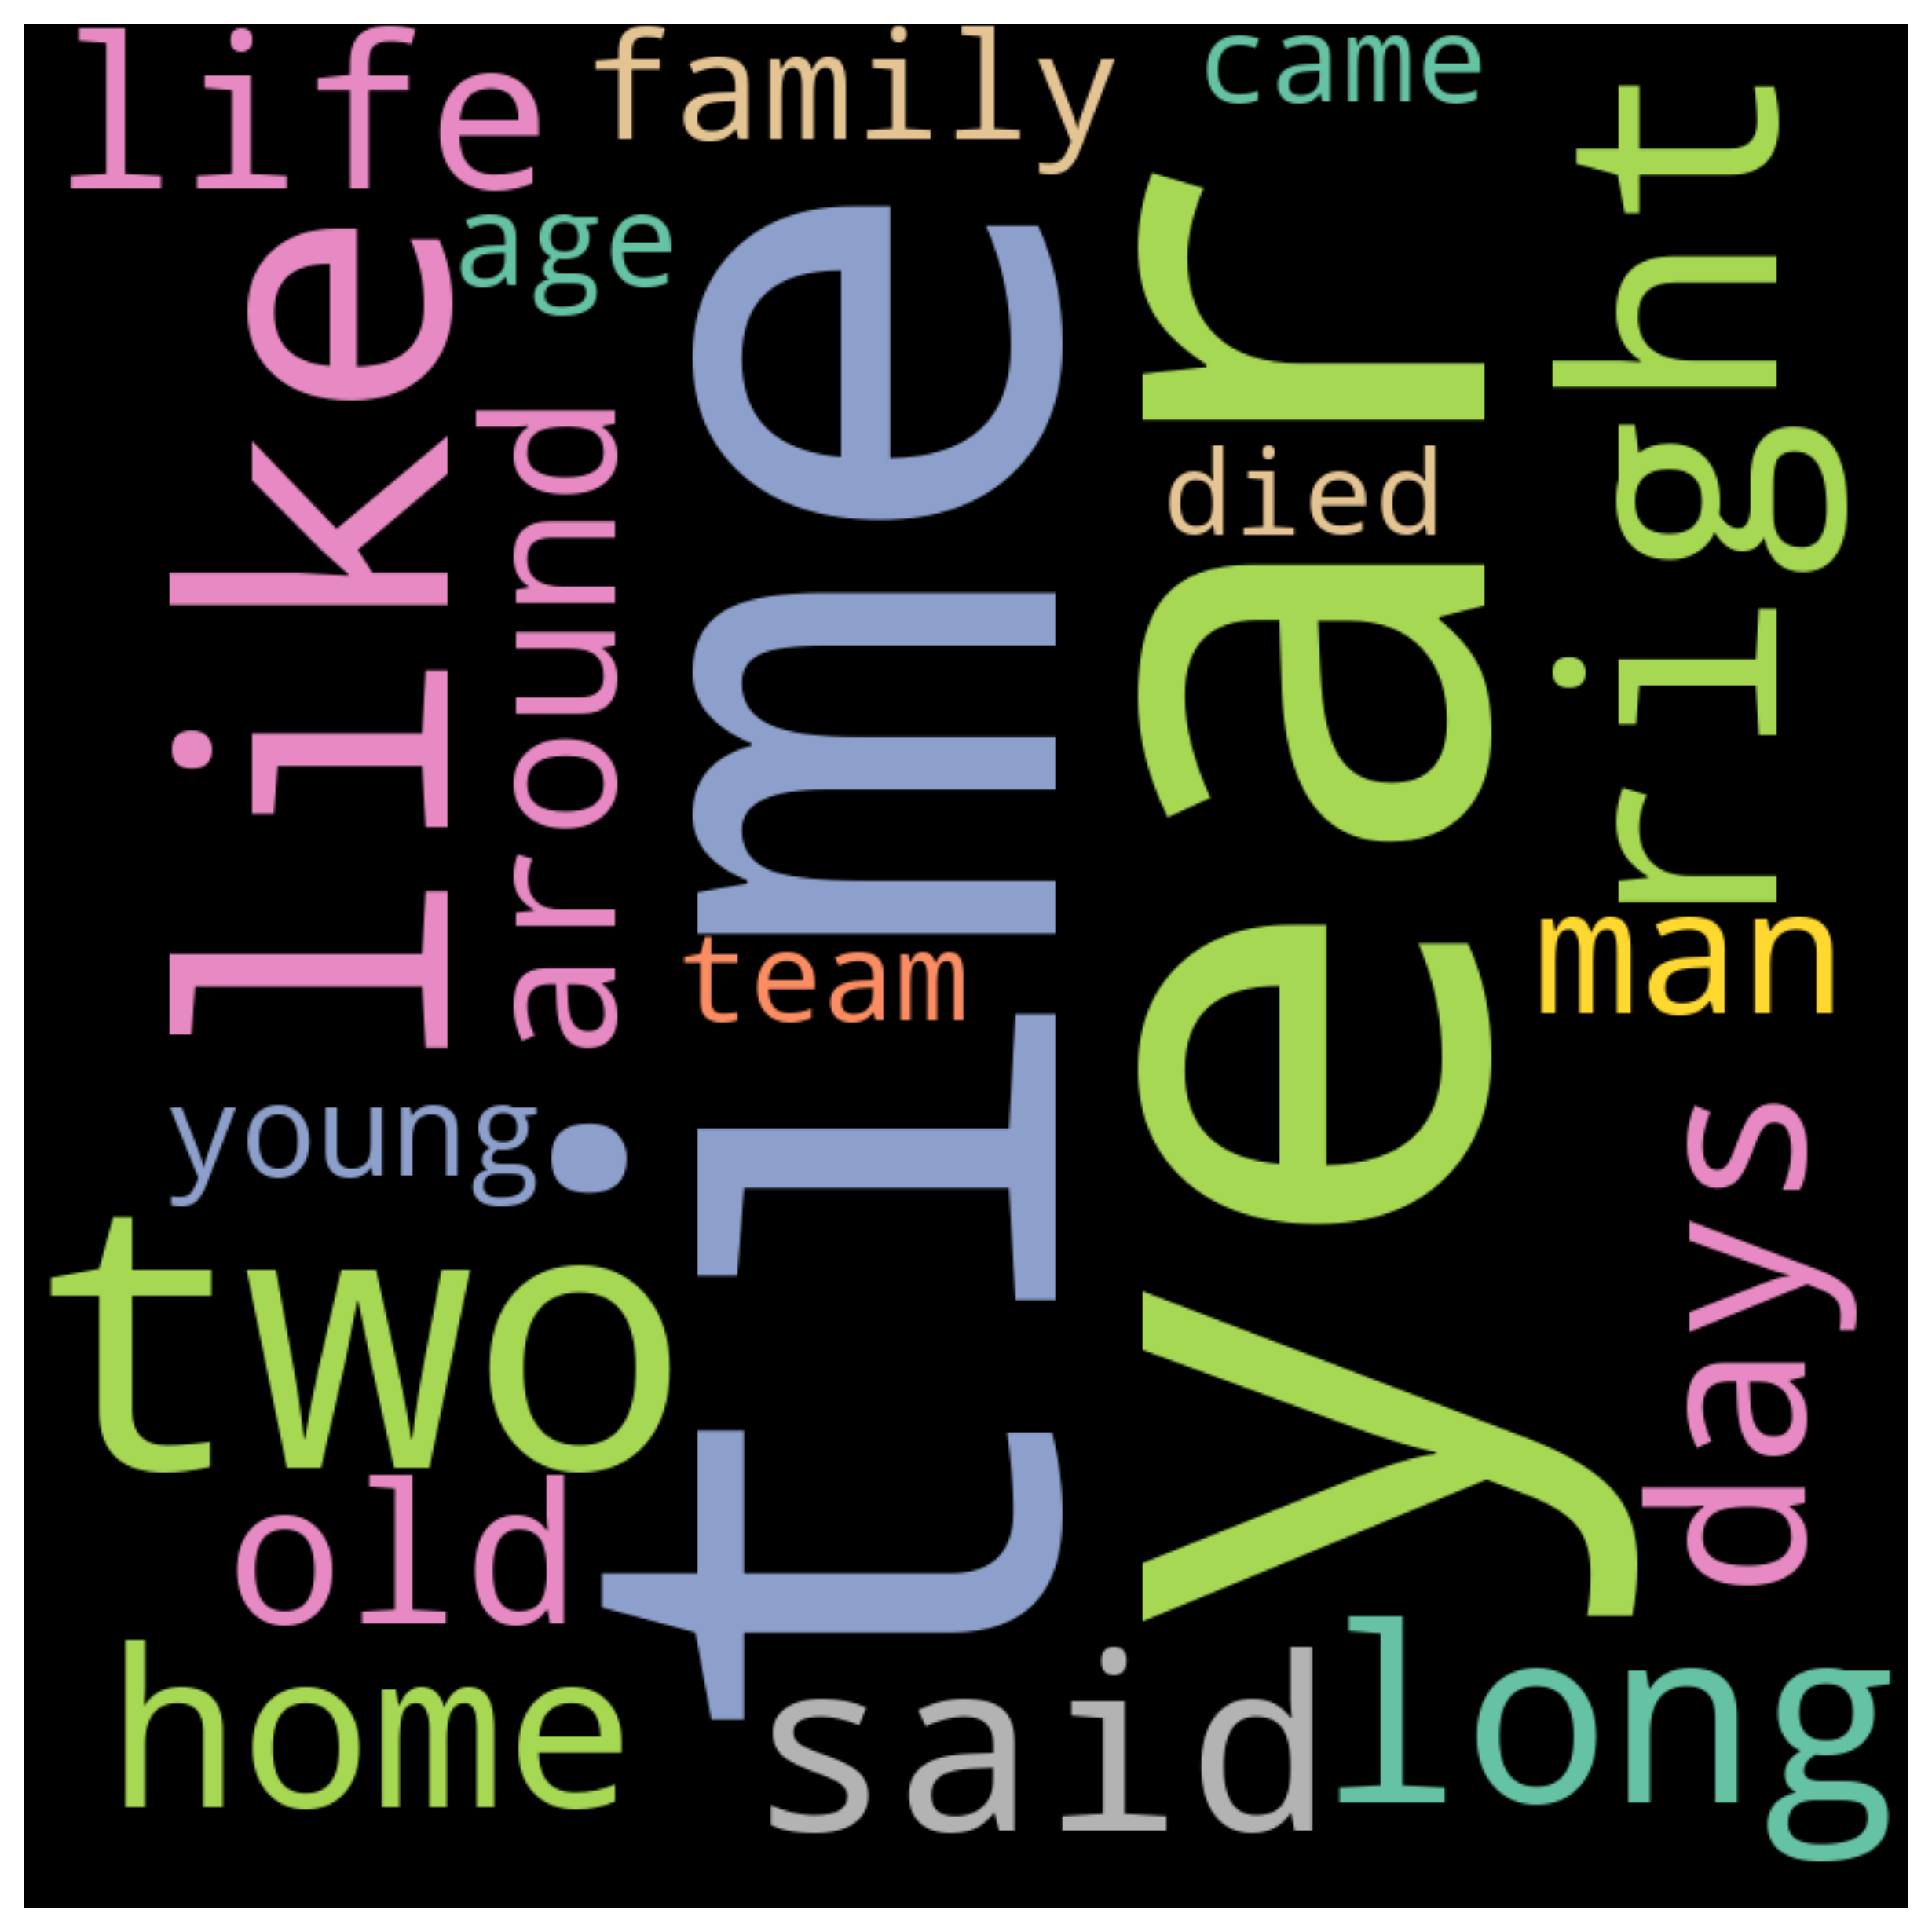 life
family
came
like
age
around
time
year
died
right
team
man
young
two
days
old
home
said
long